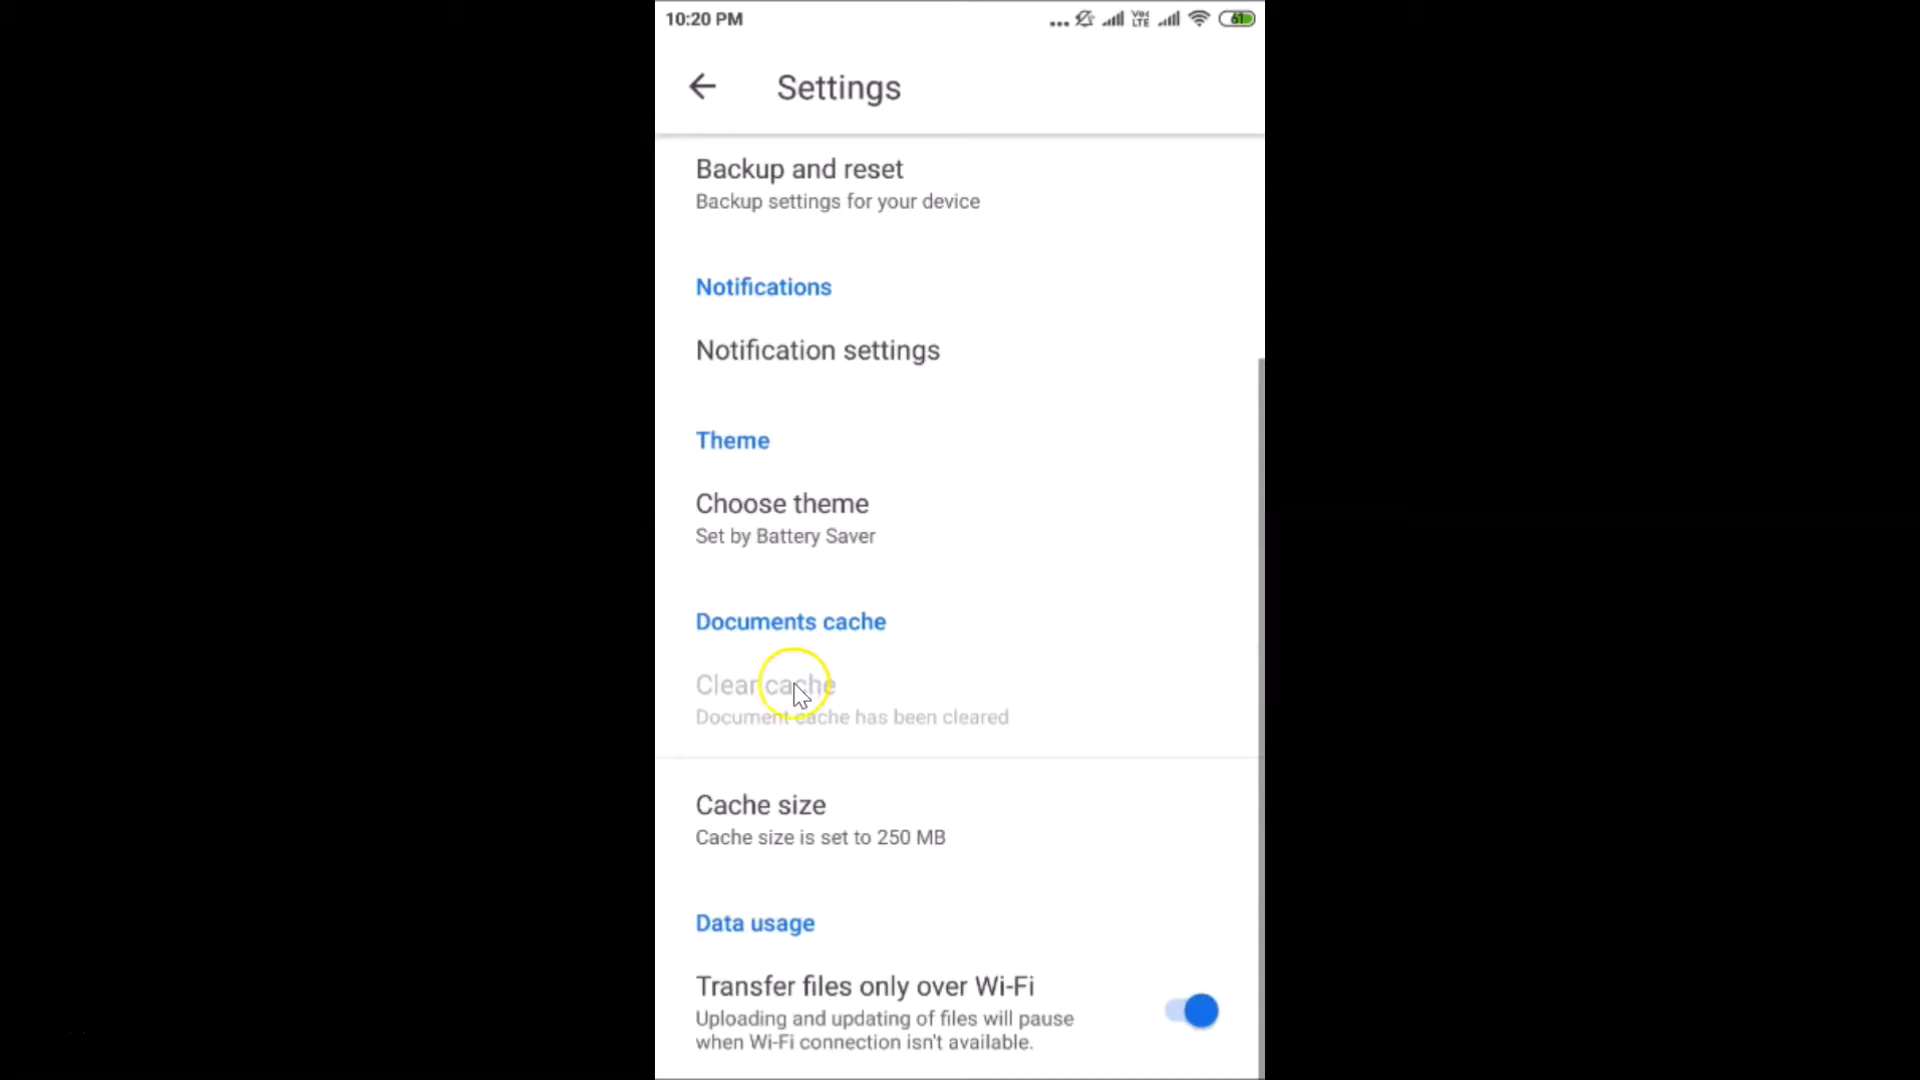 10:20 PM
Vo) LTE
61
Settings
Backup and reset
Backup settings for your device
Notifications
Notification settings
Theme
Choose theme
Set by Battery Saver
Documents cache
Clear cache
Document cache has been cleared
Cache size
Cache size is set to 250 MB
Data usage
Transfer files only over Wi-Fi
Uploading and updating of files will pause
when Wi-Fi connection isn't available.